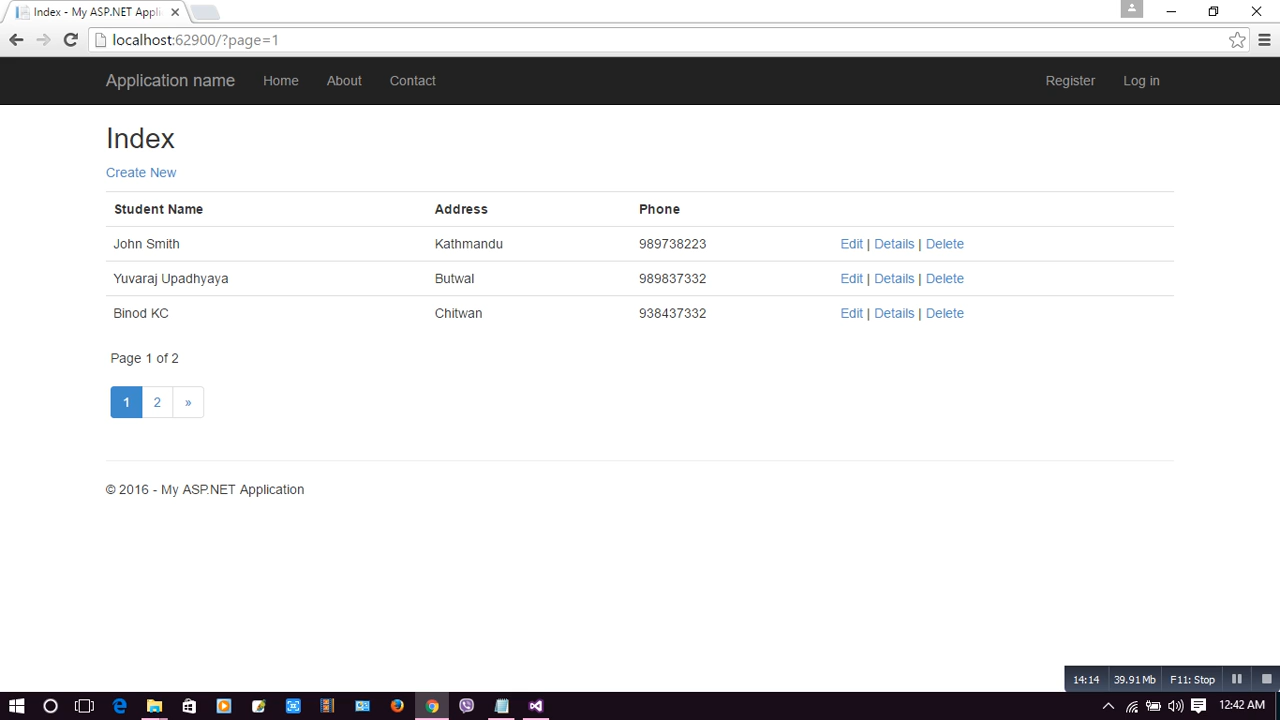 Index - My ASP.NET Appli
localhost:62900/?page=1
Application name Home About Contact Register Log in
Index
Create New
Student Name Address Phone
John Smith Kathmandu 989738223 Edit | Details | Delete
Yuvaraj Upadhyaya Butwal 989837332 Edit | Details | Delete
Binod KC Chitwan 938437332 Edit | Details | Delete
Page 1 of 2
1 2 »
© 2016 - My ASP.NET Application
14:14 39.91 Mb F11: Stop
12:42 AM